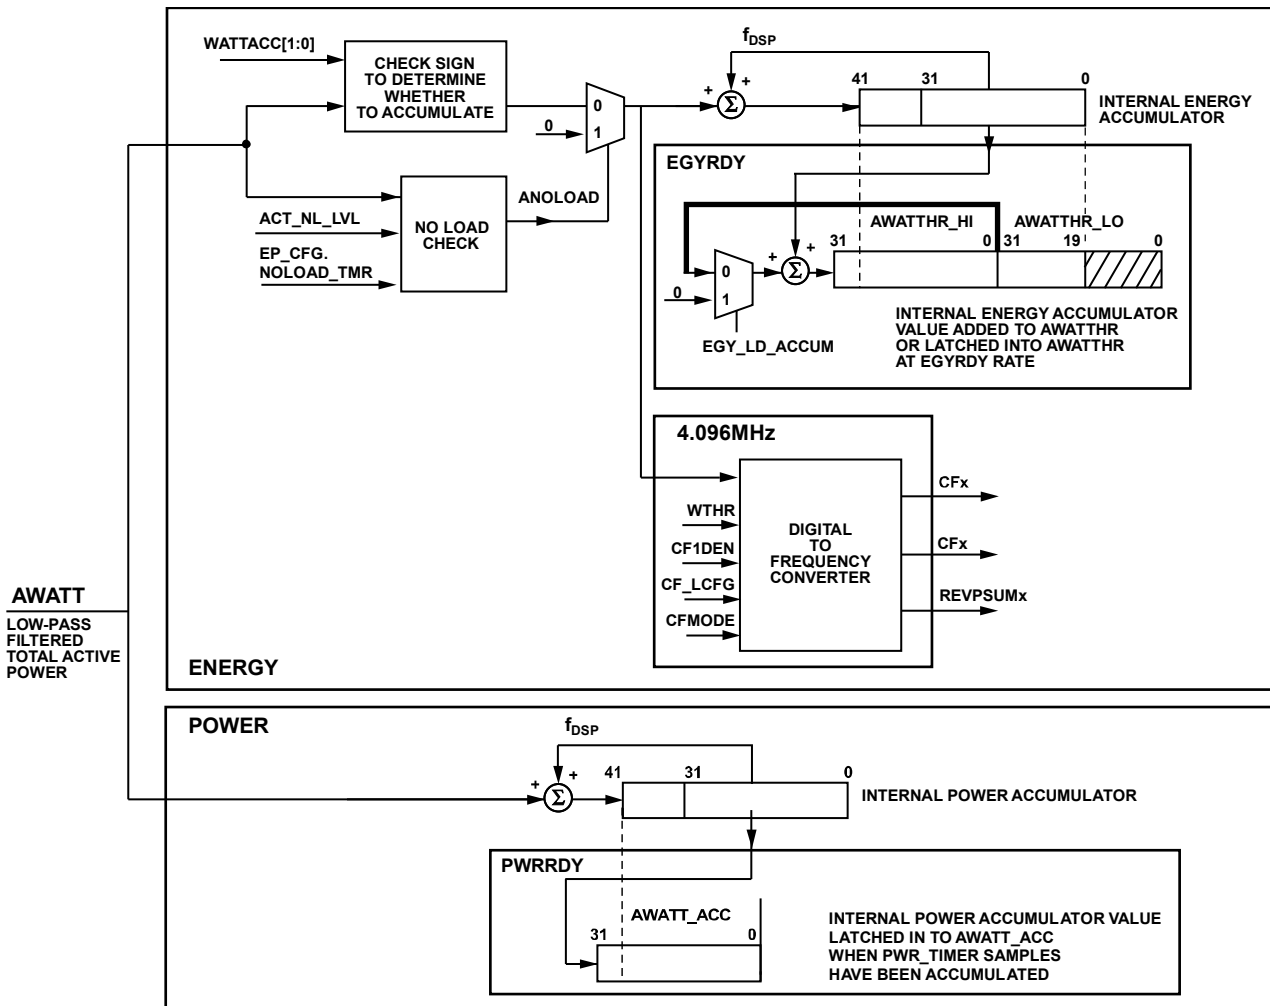 WATTACC[1:0]
CHECK SIGN
TO DETERMINE
WHETHER
TO ACCUMULATE
0
0
1
ANOLOAD
ACT_NL_LVL
EP_CFG.
NOLOAD_TMR
NO LOAD
CHECK
fDSP
+
+
Σ
41
31
0
INTERNAL ENERGY
ACCUMULATOR
EGYRDY
AWATTHR_HI
AWATTHR_LO
31
0
31
19
0
0
0
1
+
+
Σ
EGY_LD_ACCUM
INTERNAL ENERGY ACCUMULATOR
VALUE ADDED TO AWATTHR
OR LATCHED INTO AWATTHR
AT EGYRDY RATE
4.096MHz
WTHR
CF1DEN
CF_LCFG
CFMODE
DIGITAL
TO
FREQUENCY
CONVERTER
CFx
CFx
REVPSUMx
AWATT
LOW-PASS
FILTERED
TOTAL ACTIVE
POWER
ENERGY
POWER
fDSP
+
+
Σ
41
31
0
INTERNAL POWER ACCUMULATOR
PWRRDY
AWATT_ACC
31
0
INTERNAL POWER ACCUMULATOR VALUE
LATCHED IN TO AWATT_ACC
WHEN PWR_TIMER SAMPLES
HAVE BEEN ACCUMULATED